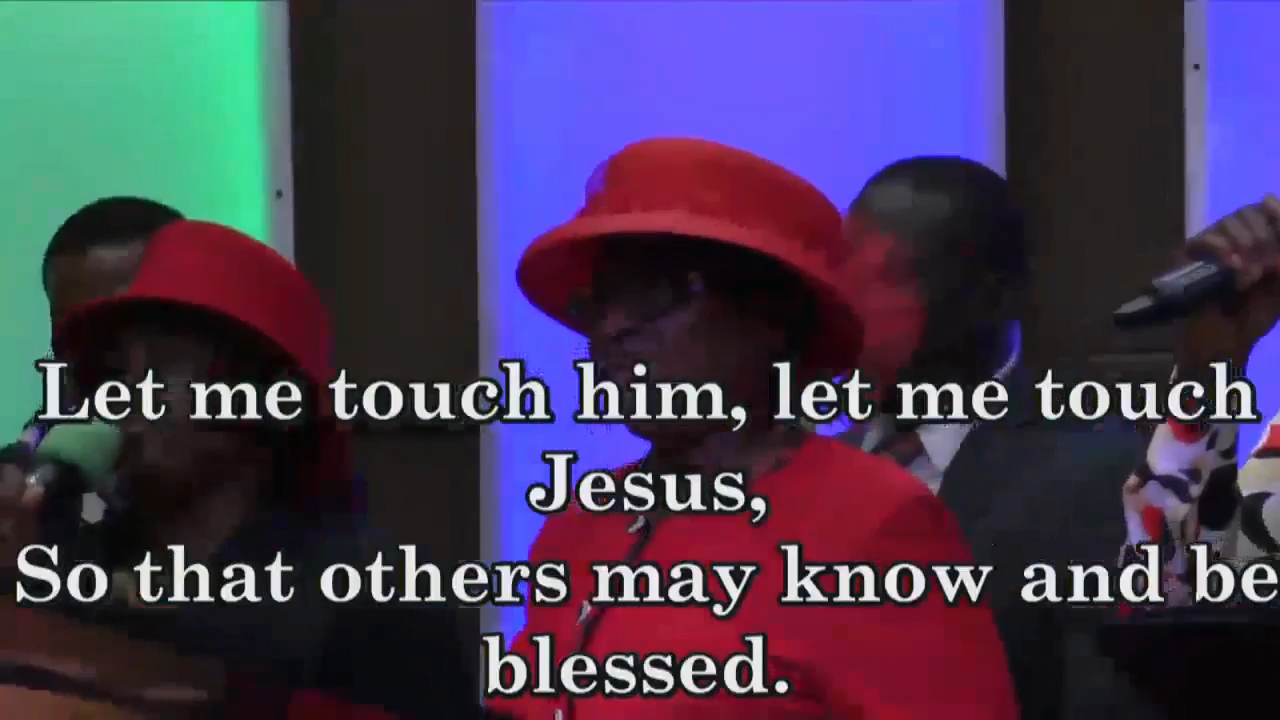 Let me touch him, let me touch
Jesus,
So that others may know and be
blessed.